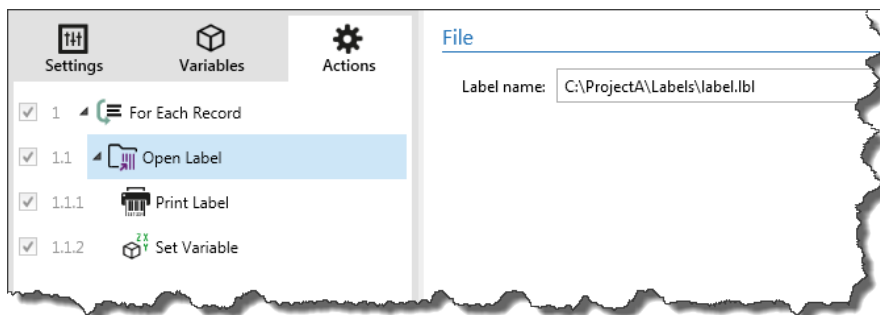 Settings
Variables
Actions
1 For Each Record
1.1 Open Label
1.1.1 Print Label
1.1.2 Set Variable
File
Label name: C:\ProjectA\Labels\label.lbl